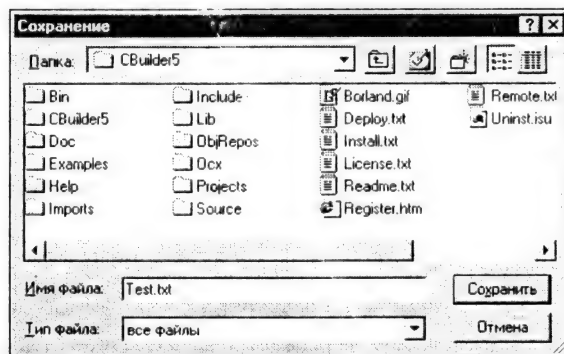 Сохранение
Папка: CBuilder5
Bin
CBuilder5
Doc
Examples
Help
Imports
Include
Lib
ObjRepos
Ocx
Projects
Source
Borland.gif
Deploy.txt
Install.txt
License.txt
Readme.txt
Register.htm
Remote.txt
Uninst.isu
Имя файла: Test.txt
Сохранить
Тип файла: все файлы
Отмена